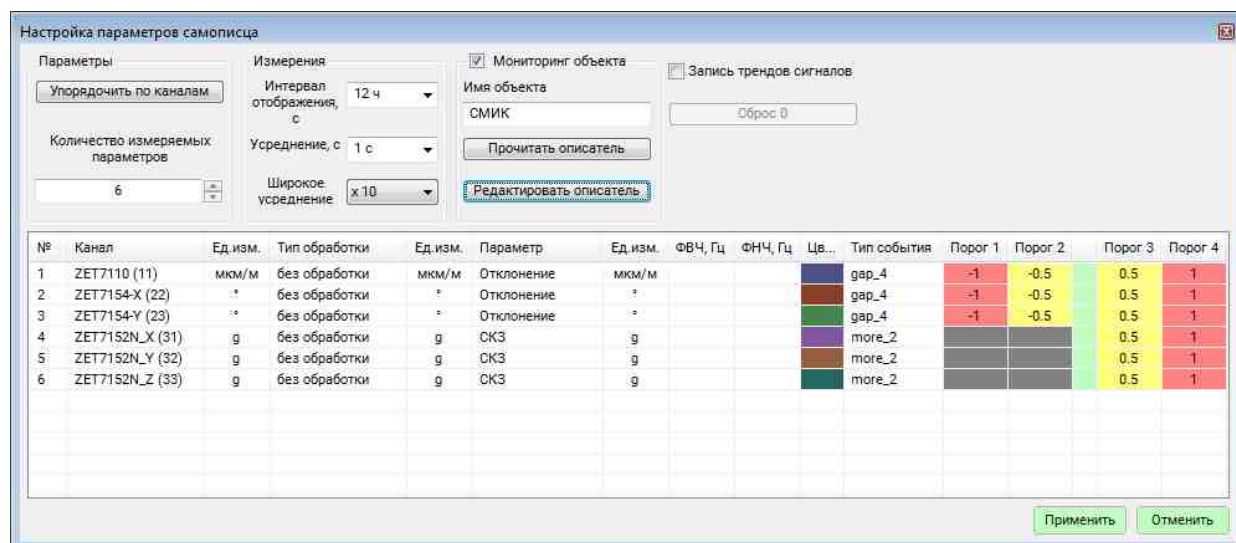 Настройка параметров самописца
Параметры
Упорядочить по каналам
Количество измеряемых
параметров
6
Измерения
Интервал
отображения,
с
12 ч
Усреднение, с
1 с
Широкое
усреднение
x 10
Мониторинг объекта
Имя объекта
СМИК
Прочитать описатель
Редактировать описатель
Запись трендов сигналов
Сброс 0
№ Канал Ед.изм. Тип обработки Ед.изм. Параметр Ед.изм. ФВЧ, Гц ФНЧ, Гц Цв... Тип события Порог 1 Порог 2 Порог 3 Порог 4
1 ZET7110 (11) мкм/м без обработки мкм/м Отклонение мкм/м gap_4 -1 -0.5 0.5 1
2 ZET7154-X (22) ° без обработки ° Отклонение ° gap_4 -1 -0.5 0.5 1
3 ZET7154-Y (23) ° без обработки ° Отклонение ° gap_4 -1 -0.5 0.5 1
4 ZET7152N_X (31) g без обработки g СКЗ g more_2 0.5 1
5 ZET7152N_Y (32) g без обработки g СКЗ g more_2 0.5 1
6 ZET7152N_Z (33) g без обработки g СКЗ g more_2 0.5 1
Применить Отменить